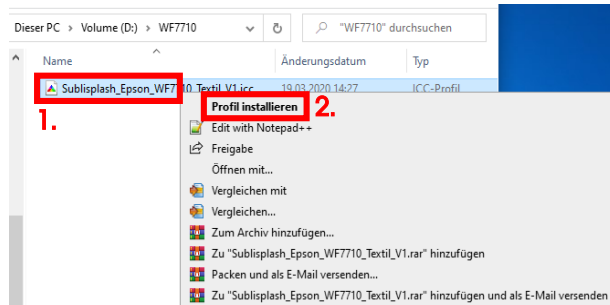 Dieser PC > Volume (D:) > WF7710
"WF7710" durchsuchen
Name Änderungsdatum Typ
Sublisplash_Epson_WF7710_Textil_V1.icc 19.03.2020 14:27 ICC-Profil
1.
Profil installieren 2.
Edit with Notepad++
Freigabe
Öffnen mit...
Vergleichen mit
Vergleichen...
Zum Archiv hinzufügen...
Zu "Sublisplash_Epson_WF7710_Textil_V1.rar" hinzufügen
Packen und als E-Mail versenden...
Zu "Sublisplash_Epson_WF7710_Textil_V1.rar" hinzufügen und als E-Mail versenden